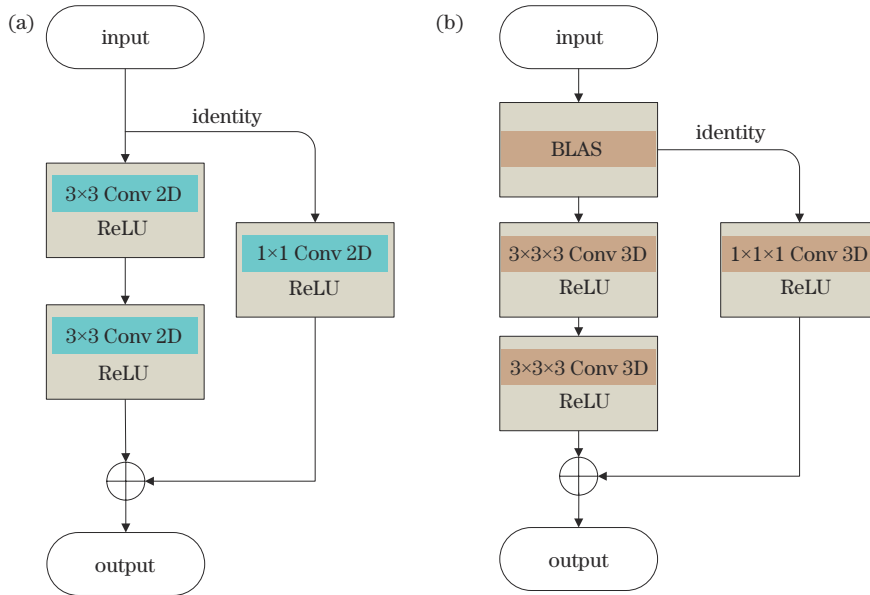 (a)
input
identity
3×3 Conv 2D
ReLU
1×1 Conv 2D
ReLU
3×3 Conv 2D
ReLU
output
(b)
input
BLAS
identity
3×3×3 Conv 3D
ReLU
1×1×1 Conv 3D
ReLU
3×3×3 Conv 3D
ReLU
output